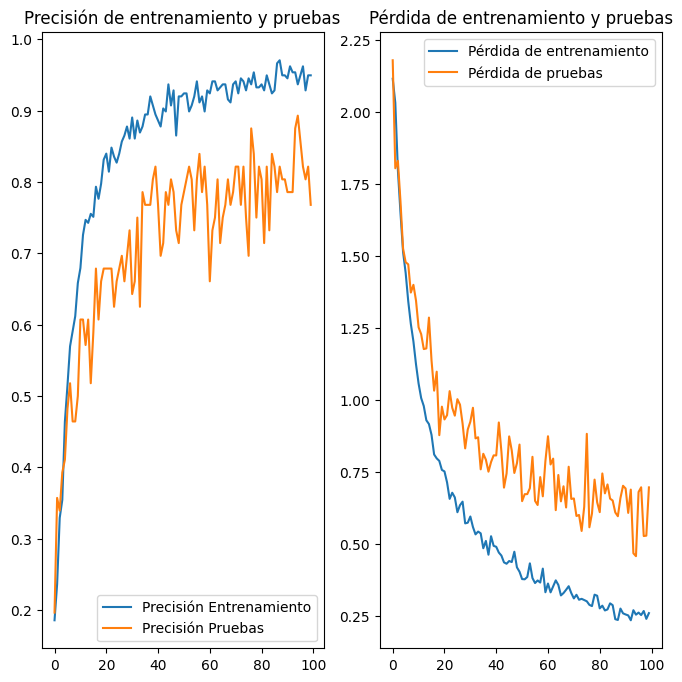 Precisión de entrenamiento y pruebas
1.0
0.9
0.8
0.7
0.6
0.5
0.4
0.3
0.2
0 20 40 60 80 100
Precisión Entrenamiento
Precisión Pruebas
Pérdida de entrenamiento y pruebas
2.25
2.00
1.75
1.50
1.25
1.00
0.75
0.50
0.25
0 20 40 60 80 100
Pérdida de entrenamiento
Pérdida de pruebas